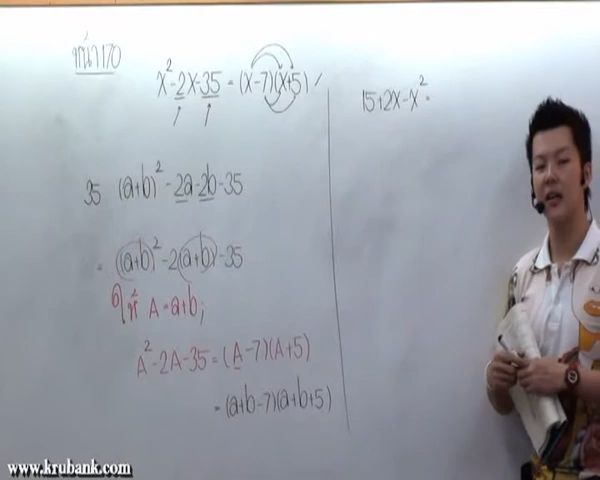 หน้า 170
x² - 2x - 35 = (x-7)(x+5)
35 (a+b)² - 2a - 2b - 35
= (a+b)² - 2(a+b) - 35
ให้ A = a+b;
A² - 2A - 35 = (A-7)(A+5)
= (a+b-7)(a+b+5)
15+2x-x² =
www.krubank.com